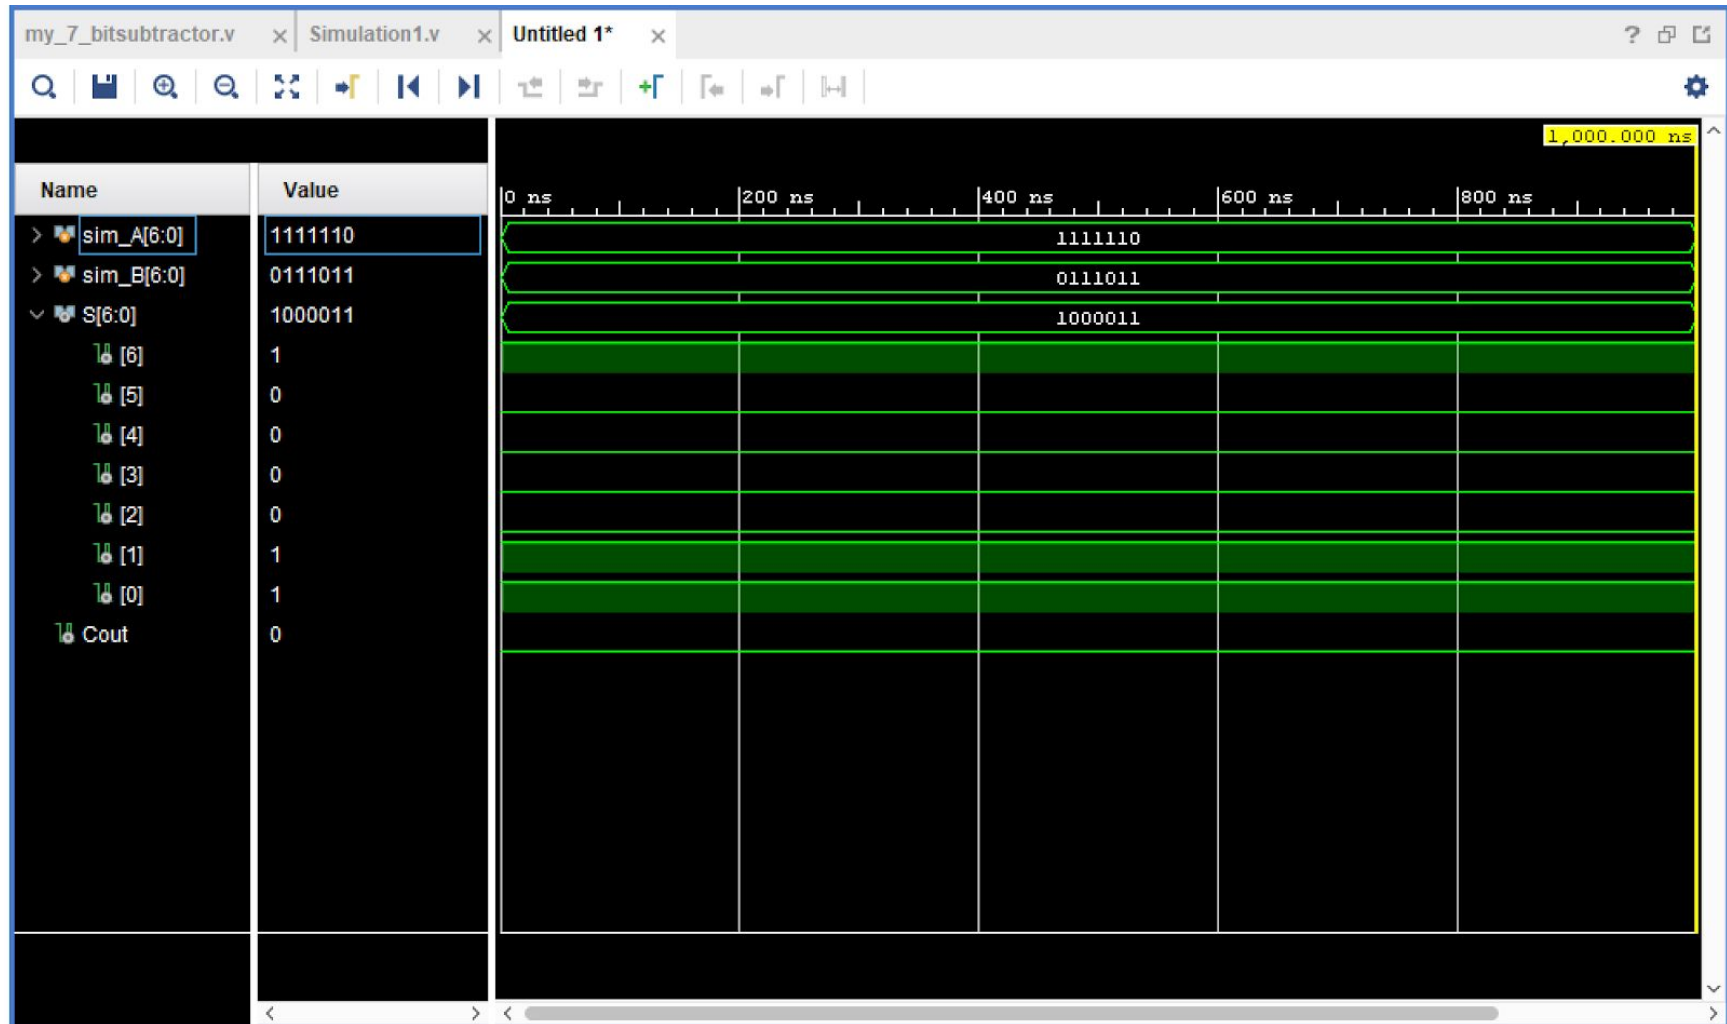 my_7_bitsubtractor.v × Simulation1.v × Untitled 1* ×
1,000.000 ns
Name Value 0 ns 200 ns 400 ns 600 ns 800 ns
sim_A[6:0] 1111110 1111110
sim_B[6:0] 0111011 0111011
S[6:0] 1000011 1000011
[6] 1
[5] 0
[4] 0
[3] 0
[2] 0
[1] 1
[0] 1
Cout 0